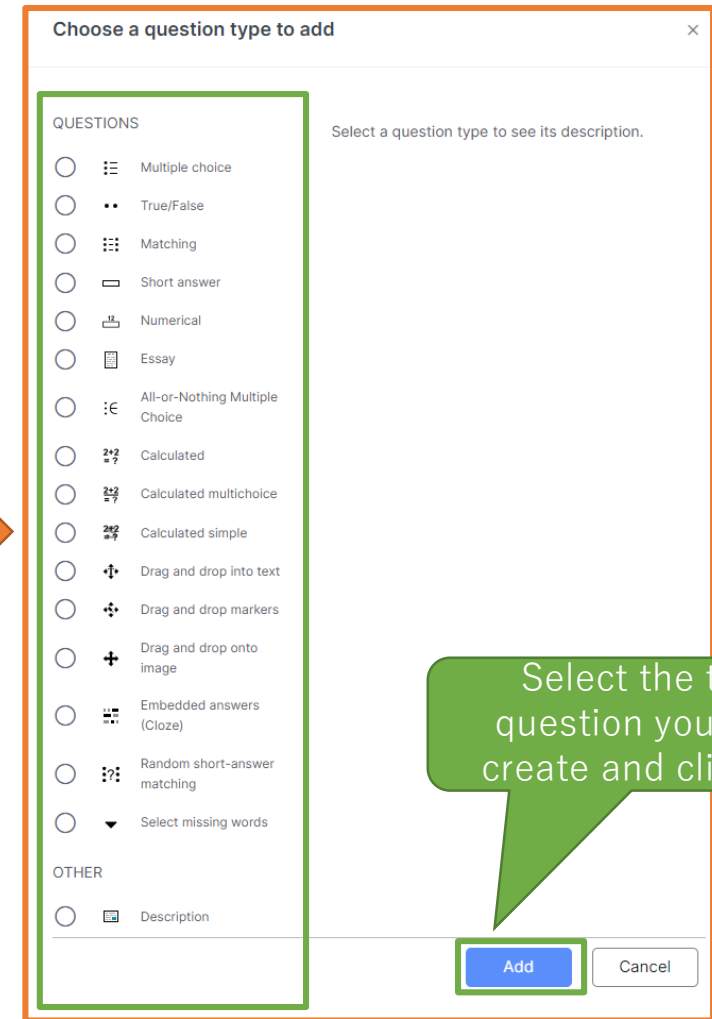 Choose a question type to add
×
QUESTIONS
Select a question type to see its description.
Multiple choice
True/False
Matching
Short answer
Numerical
Essay
All-or-Nothing Multiple
Choice
Calculated
Calculated multichoice
Calculated simple
Drag and drop into text
Drag and drop markers
Drag and drop onto
image
Embedded answers
(Cloze)
Random short-answer
matching
Select missing words
OTHER
Description
Select the
question you
create and
Add
Cancel